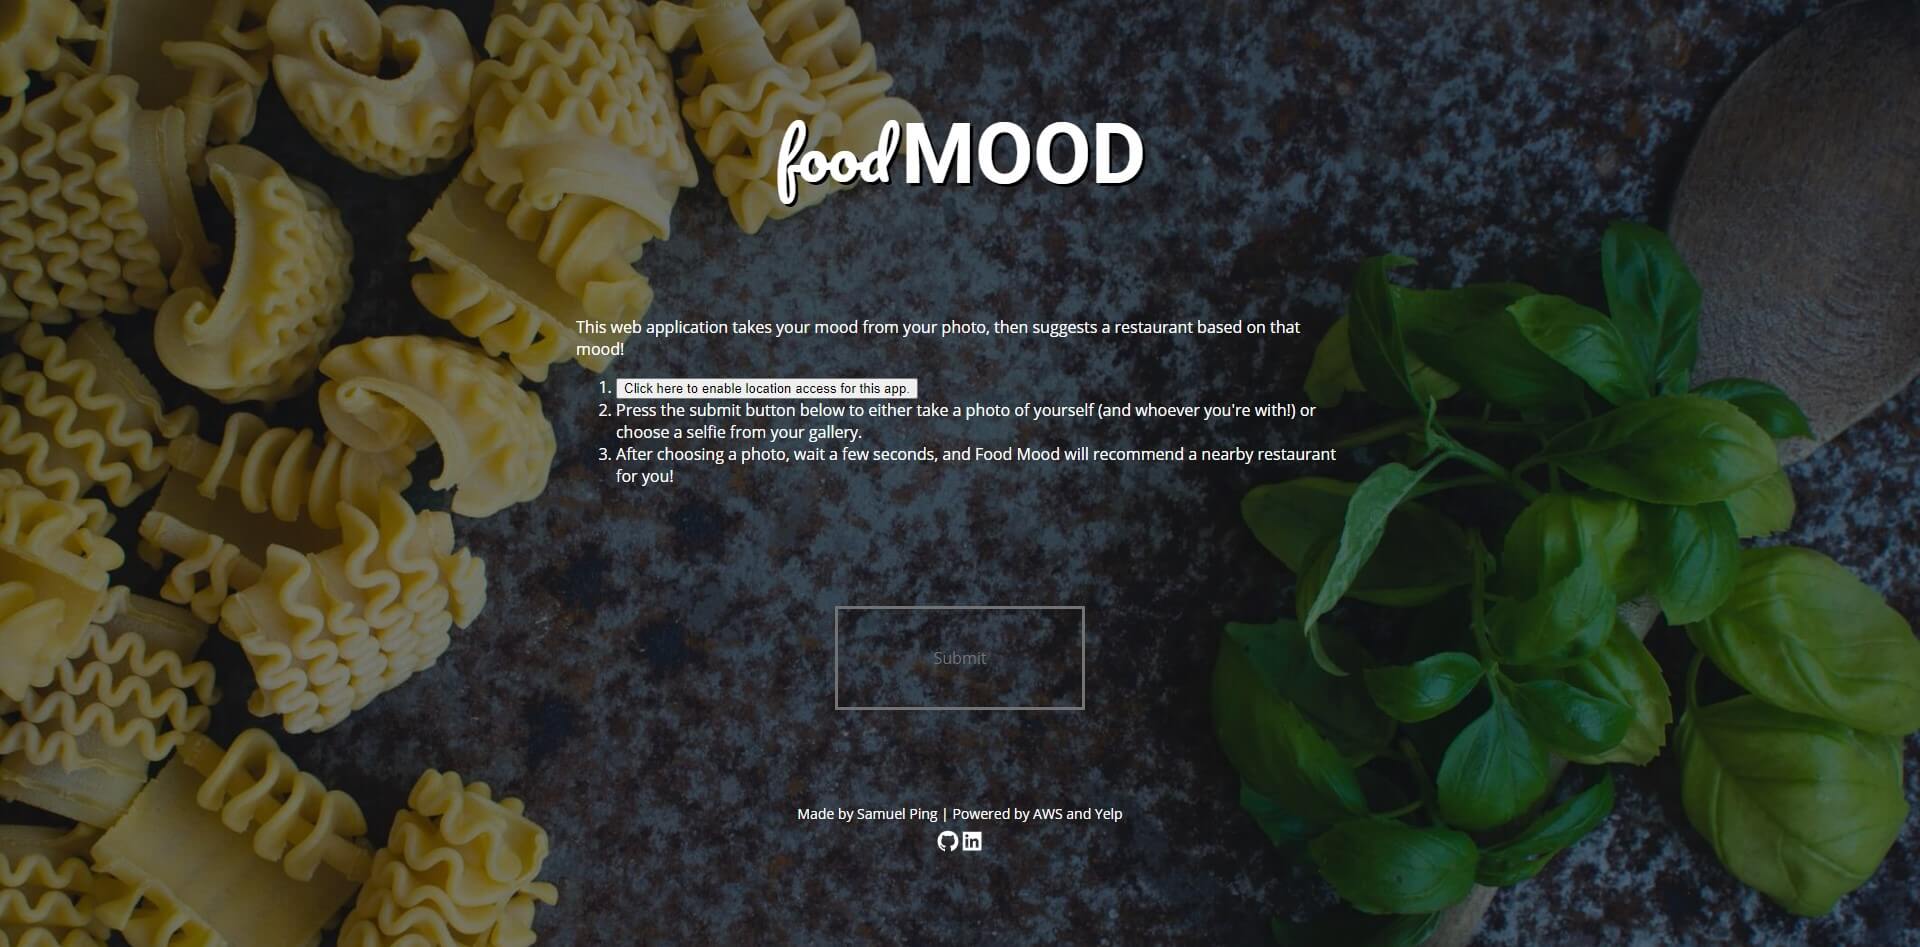 food MOOD
This web application takes your mood from your photo, then suggests a restaurant based on that
mood!
1. Click here to enable location access for this app.
2. Press the submit button below to either take a photo of yourself (and whoever you're with!) or
choose a selfie from your gallery.
3. After choosing a photo, wait a few seconds, and Food Mood will recommend a nearby restaurant
for you!
Submit
Made by Samuel Ping | Powered by AWS and Yelp
in